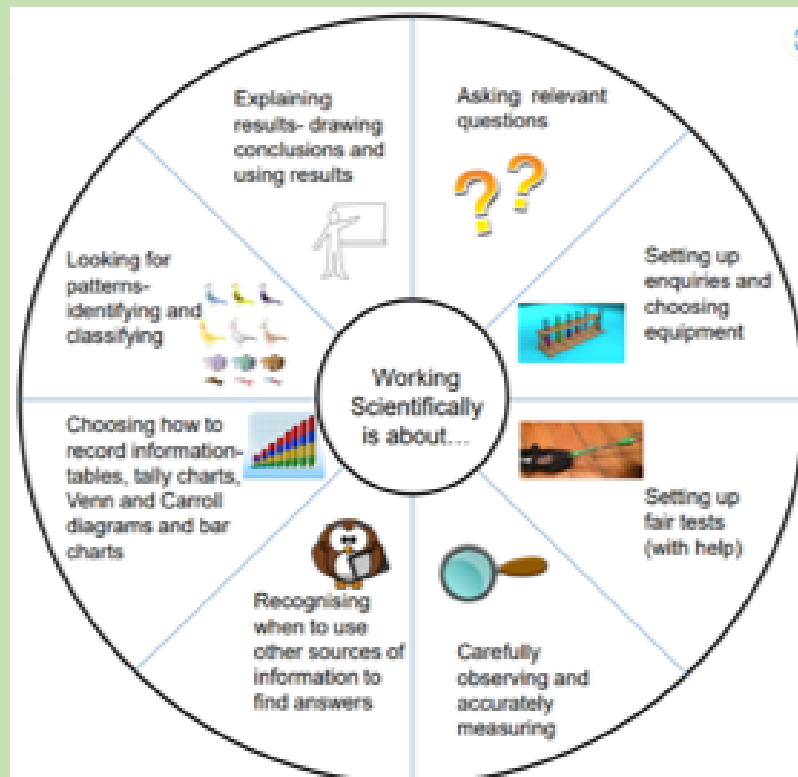 Asking relevant
questions
Setting up
enquiries and
choosing
equipment
Setting up
fair tests
(with help)
Carefully
observing and
accurately
measuring
Recognising
when to use
other sources of
information to
find answers
Choosing how to
record information-
tables, tally charts,
Venn and Carroll
diagrams and bar
charts
Looking for
patterns-
identifying and
classifying
Explaining
results- drawing
conclusions and
using results
Working
Scientifically
is about...